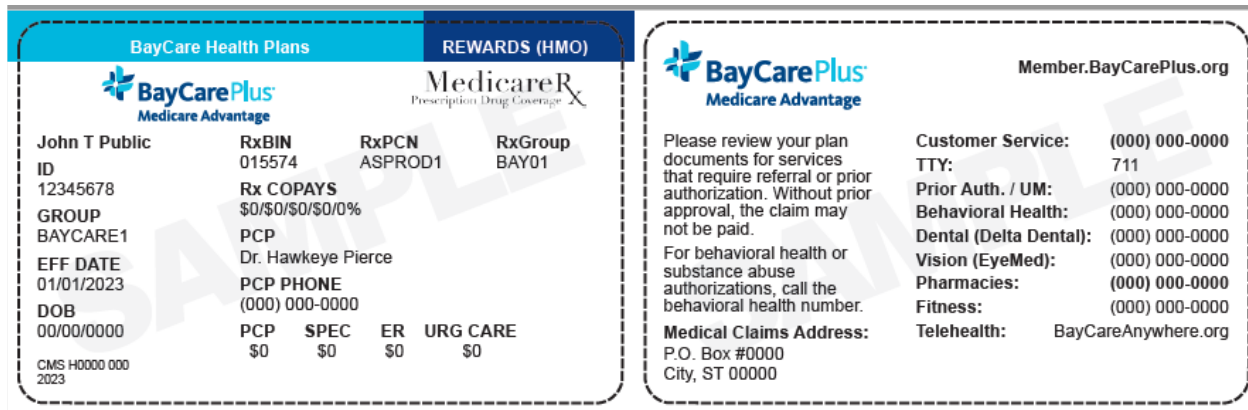 BayCare Health Plans
REWARDS (HMO)
BayCarePlus
Medicare Advantage
MedicareRx
Prescription Drug Coverage
John T Public
ID
12345678
GROUP
BAYCARE1
EFF DATE
01/01/2023
DOB
00/00/0000
CMS H0000 000
2023
RxBIN RxPCN RxGroup
015574 ASPROD1 BAY01
Rx COPAYS
$0/$0/$0/$0/0%
PCP
Dr. Hawkeye Pierce
PCP PHONE
(000) 000-0000
PCP SPEC ER URG CARE
$0 $0 $0 $0
SAMPLE
BayCarePlus
Medicare Advantage
Member.BayCarePlus.org
Please review your plan
documents for services
that require referral or prior
authorization. Without prior
approval, the claim may
not be paid.
For behavioral health or
substance abuse
authorizations, call the
behavioral health number.
Medical Claims Address:
P.O. Box #0000
City, ST 00000
Customer Service: (000) 000-0000
TTY: 711
Prior Auth. / UM: (000) 000-0000
Behavioral Health: (000) 000-0000
Dental (Delta Dental): (000) 000-0000
Vision (EyeMed): (000) 000-0000
Pharmacies: (000) 000-0000
Fitness: (000) 000-0000
Telehealth: BayCareAnywhere.org
SAMPLE